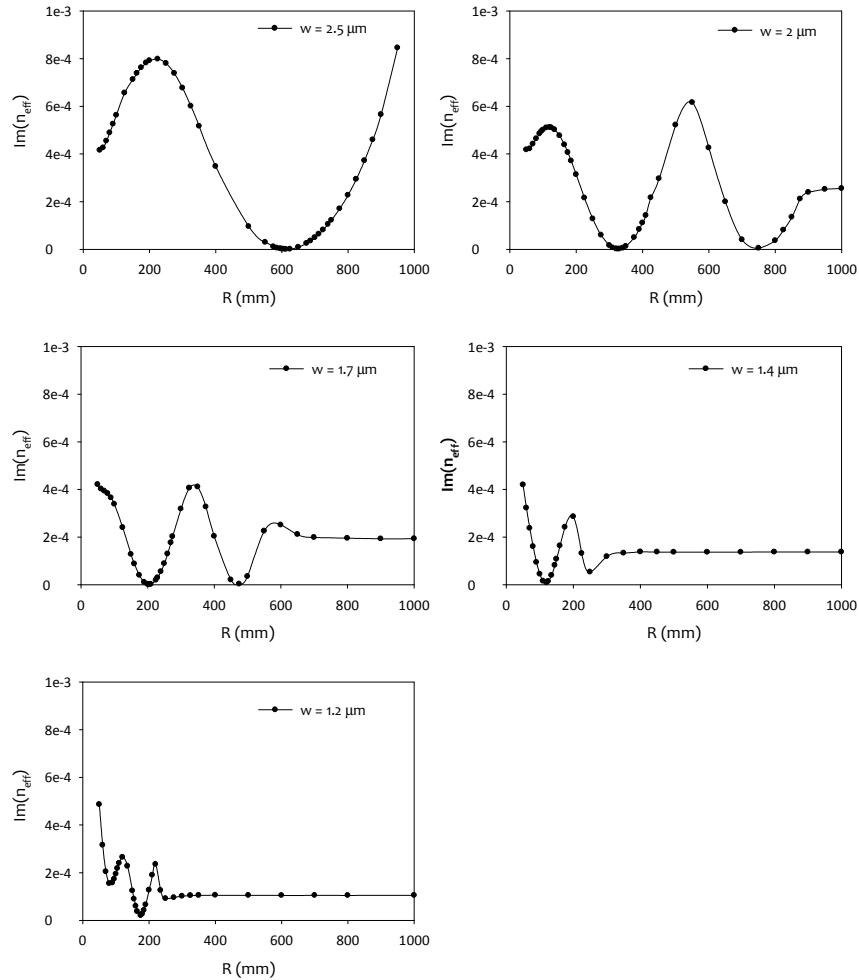 1e-3
8e-4
6e-4
4e-4
2e-4
0
Im(n_eff)
0 200 400 600 800 1000
R (mm)
w = 2.5 µm
1e-3
8e-4
6e-4
4e-4
2e-4
0
Im(n_eff)
0 200 400 600 800 1000
R (mm)
w = 2 µm
1e-3
8e-4
6e-4
4e-4
2e-4
0
Im(n_eff)
0 200 400 600 800 1000
R (mm)
w = 1.7 µm
1e-3
8e-4
6e-4
4e-4
2e-4
0
Im(n_eff)
0 200 400 600 800 1000
R (mm)
w = 1.4 µm
1e-3
8e-4
6e-4
4e-4
2e-4
0
Im(n_eff)
0 200 400 600 800 1000
R (mm)
w = 1.2 µm